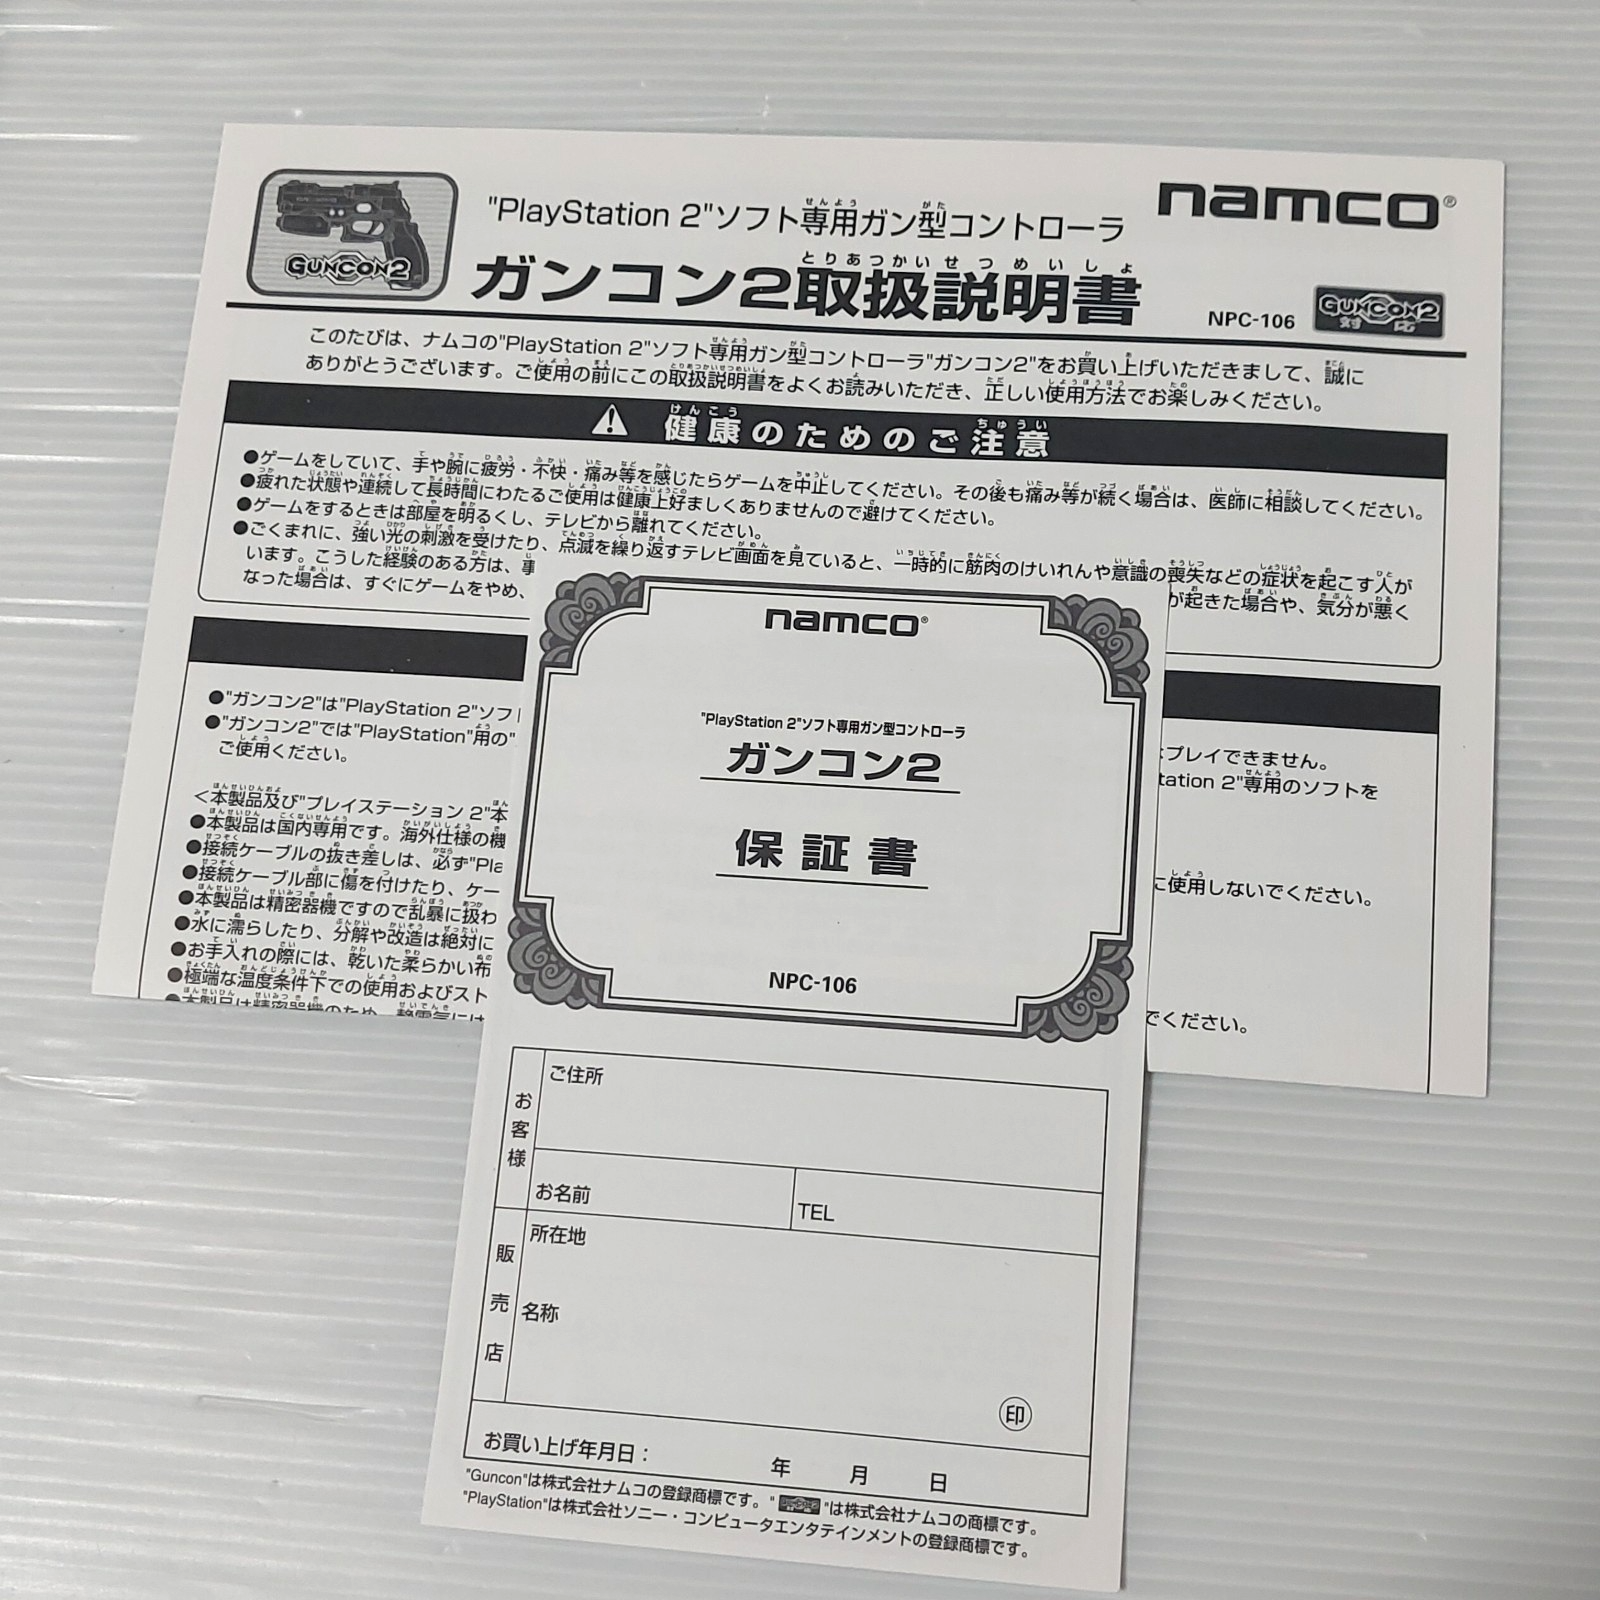 GUNCON2
"PlayStation 2"ソフト専用ガン型コントローラ
namco®
ガンコン2取扱説明書
NPC-106
GUNCON2
このたびは、ナムコの"PlayStation 2"ソフト専用ガン型コントローラ"ガンコン2"をお買い上げいただきまして、誠に
ありがとうございます。ご使用の前にこの取扱説明書をよくお読みいただき、正しい使用方法でお楽しみください。
健康のためのご注意
●ゲームをしていて、手や腕に疲労・不快・痛み等を感じたらゲームを中止してください。その後も痛み等が続く場合は、医師に相談してください。
●疲れた状態や連続して長時間にわたるご使用は健康上好ましくありませんので避けてください。
●ゲームをするときは部屋を明るくし、テレビから離れてください。
●ごくまれに、強い光の刺激を受けたり、点滅を繰り返すテレビ画面を見ていると、一時的に筋肉のけいれんや意識の喪失などの症状を起こす人が
います。こうした経験のある方は、事
が起きた場合や、気分が悪く
なった場合は、すぐにゲームをやめ、
●"ガンコン2"は"PlayStation 2"ソフ
はプレイできません。
●"ガンコン2"では"PlayStation"用の"
tation 2"専用のソフトを
ご使用ください。
<本製品及び"プレイステーション 2"本
●本製品は国内専用です。海外仕様の機
●接続ケーブルの抜き差しは、必ず"Pla
●接続ケーブル部に傷を付けたり、ケー
に使用しないでください。
●本製品は精密機器ですので乱暴に扱わ
●水に濡らしたり、分解や改造は絶対に
●お手入れの際には、乾いた柔らかい布
●極端な温度条件下での使用およびスト
●本製品は精密機器のため、静電気には
でください。
namco®
"PlayStation 2"ソフト専用ガン型コントローラ
ガンコン2
保証書
NPC-106
お客様
ご住所
お名前
TEL
販売店
所在地
名称
印
お買い上げ年月日： 年 月 日
"Guncon"は株式会社ナムコの登録商標です。" "は株式会社ナムコの商標です。
"PlayStation"は株式会社ソニー・コンピュータエンタテインメントの登録商標です。